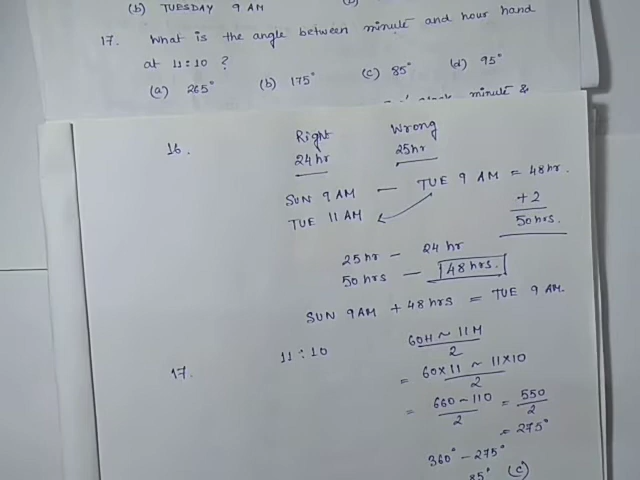 (b) TUESDAY 9 AM
17. What is the angle between minute and hour hand
at 11:10 ?
(a) 265° (b) 175° (c) 85° (d) 95°
minute &
16. Right Wrong
24 hr 25 hr
SUN 9 AM — TUE 9 AM = 48 hr.
TUE 11 AM +2
50 hrs.
25 hr — 24 hr
50 hrs — 48 hrs.
SUN 9 AM + 48 hrs = TUE 9 AM.
17. 11:10 60H ~ 11M
2
= 60×11 ~ 11×10
2
= 660 ~ 110 = 550
2 2
= 275°
360° - 275°
85° (c)